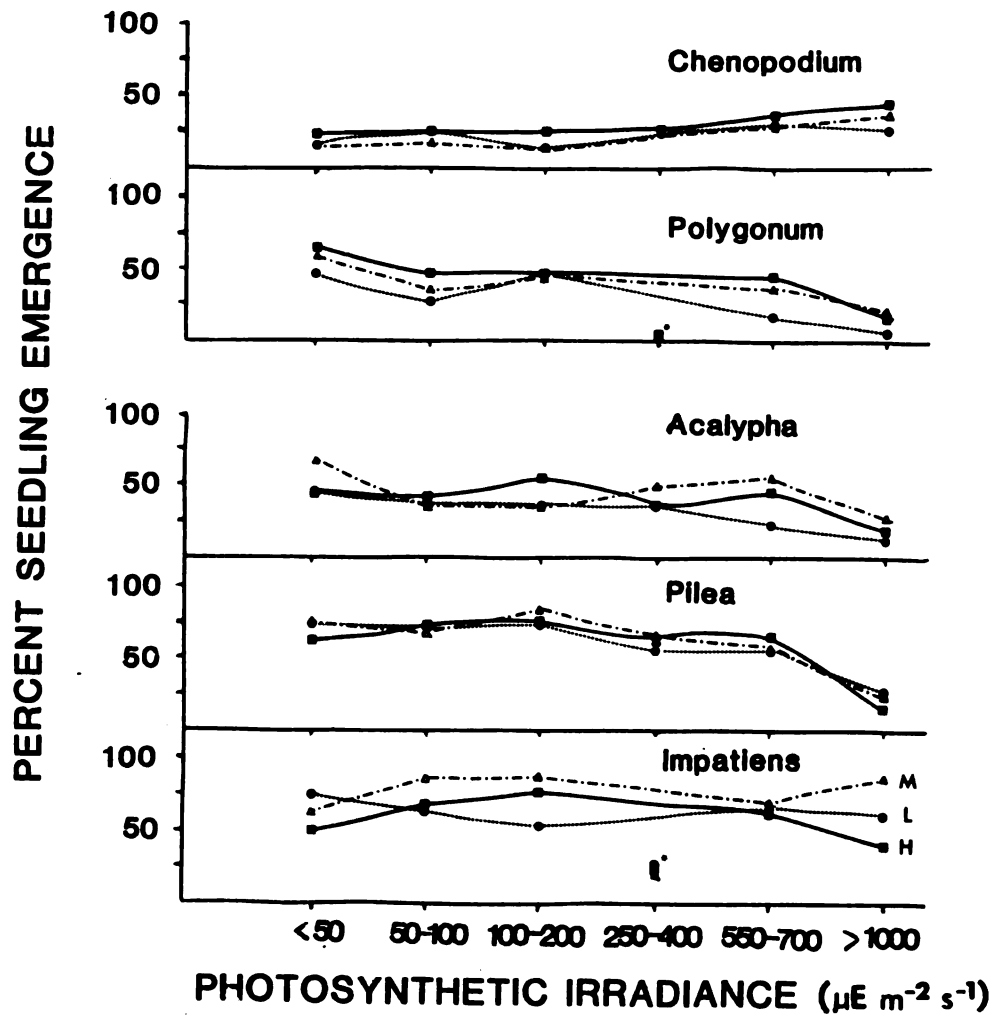 PERCENT SEEDLING EMERGENCE
100
50
Chenopodium
100
50
Polygonum
100
50
Acalypha
100
50
Pilea
100
50
Impatiens
M
L
H
<50 50-100 100-200 250-400 550-700 >1000
PHOTOSYNTHETIC IRRADIANCE (µE m⁻² s⁻¹)